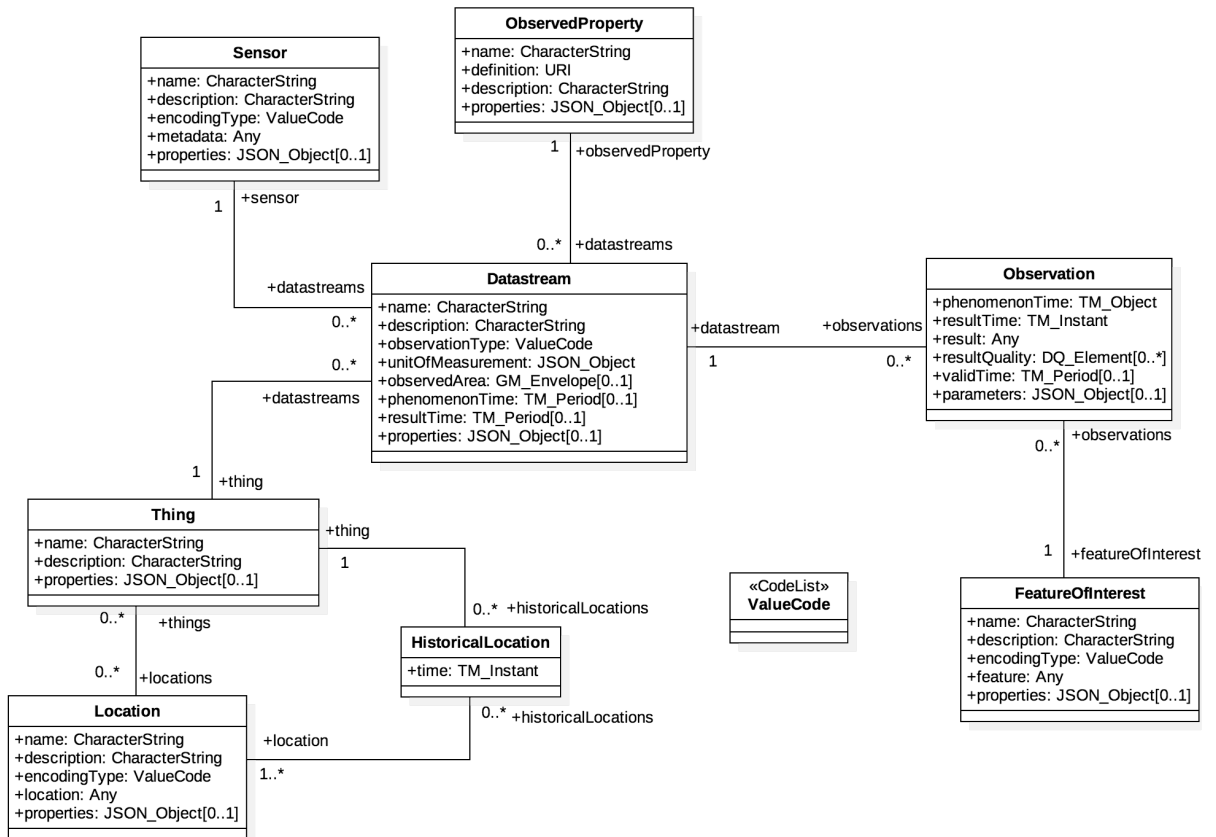 ObservedProperty
+name: CharacterString
+definition: URI
+description: CharacterString
+properties: JSON_Object[0..1]
1
+observedProperty
Sensor
+name: CharacterString
+description: CharacterString
+encodingType: ValueCode
+metadata: Any
+properties: JSON_Object[0..1]
1
+sensor
0..*
+datastreams
+datastreams
0..*
Datastream
+name: CharacterString
+description: CharacterString
+observationType: ValueCode
+unitOfMeasurement: JSON_Object
+observedArea: GM_Envelope[0..1]
+phenomenonTime: TM_Period[0..1]
+resultTime: TM_Period[0..1]
+properties: JSON_Object[0..1]
+datastream
1
+observations
0..*
Observation
+phenomenonTime: TM_Object
+resultTime: TM_Instant
+result: Any
+resultQuality: DQ_Element[0..*]
+validTime: TM_Period[0..1]
+parameters: JSON_Object[0..1]
0..*
+observations
0..*
+datastreams
1
+thing
Thing
+name: CharacterString
+description: CharacterString
+properties: JSON_Object[0..1]
+thing
1
0..*
+historicalLocations
HistoricalLocation
+time: TM_Instant
0..*
+historicalLocations
0..*
+things
0..*
+locations
Location
+name: CharacterString
+description: CharacterString
+encodingType: ValueCode
+location: Any
+properties: JSON_Object[0..1]
+location
1..*
«CodeList»
ValueCode
1
+featureOfInterest
FeatureOfInterest
+name: CharacterString
+description: CharacterString
+encodingType: ValueCode
+feature: Any
+properties: JSON_Object[0..1]